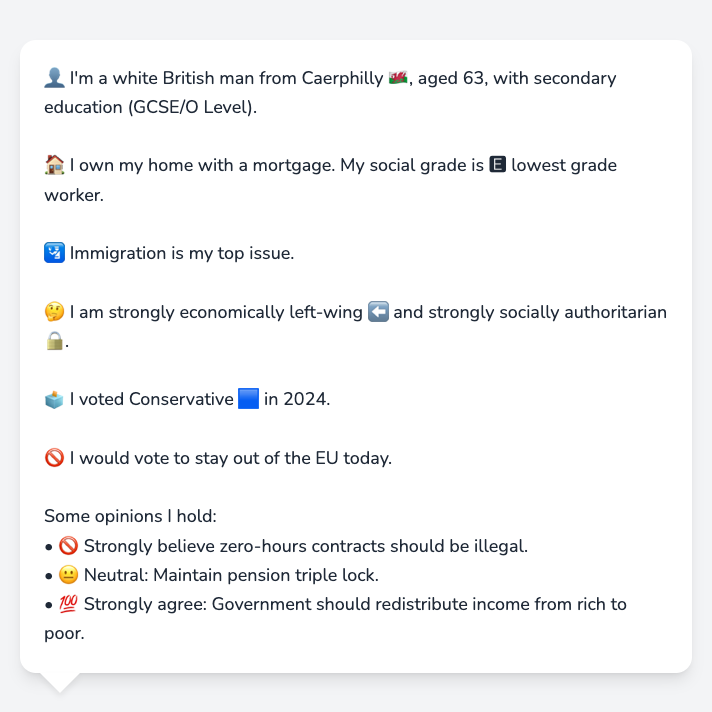 👤 I'm a white British man from Caerphilly 🏴󠁧󠁢󠁷󠁬󠁳󠁿, aged 63, with secondary
education (GCSE/O Level).
🏠 I own my home with a mortgage. My social grade is 🅴 lowest grade
worker.
🛂 Immigration is my top issue.
🤔 I am strongly economically left-wing ⬅️ and strongly socially authoritarian
🔒.
🗳️ I voted Conservative 🟦 in 2024.
🚫 I would vote to stay out of the EU today.
Some opinions I hold:
• 🚫 Strongly believe zero-hours contracts should be illegal.
• 😐 Neutral: Maintain pension triple lock.
• 💯 Strongly agree: Government should redistribute income from rich to
poor.